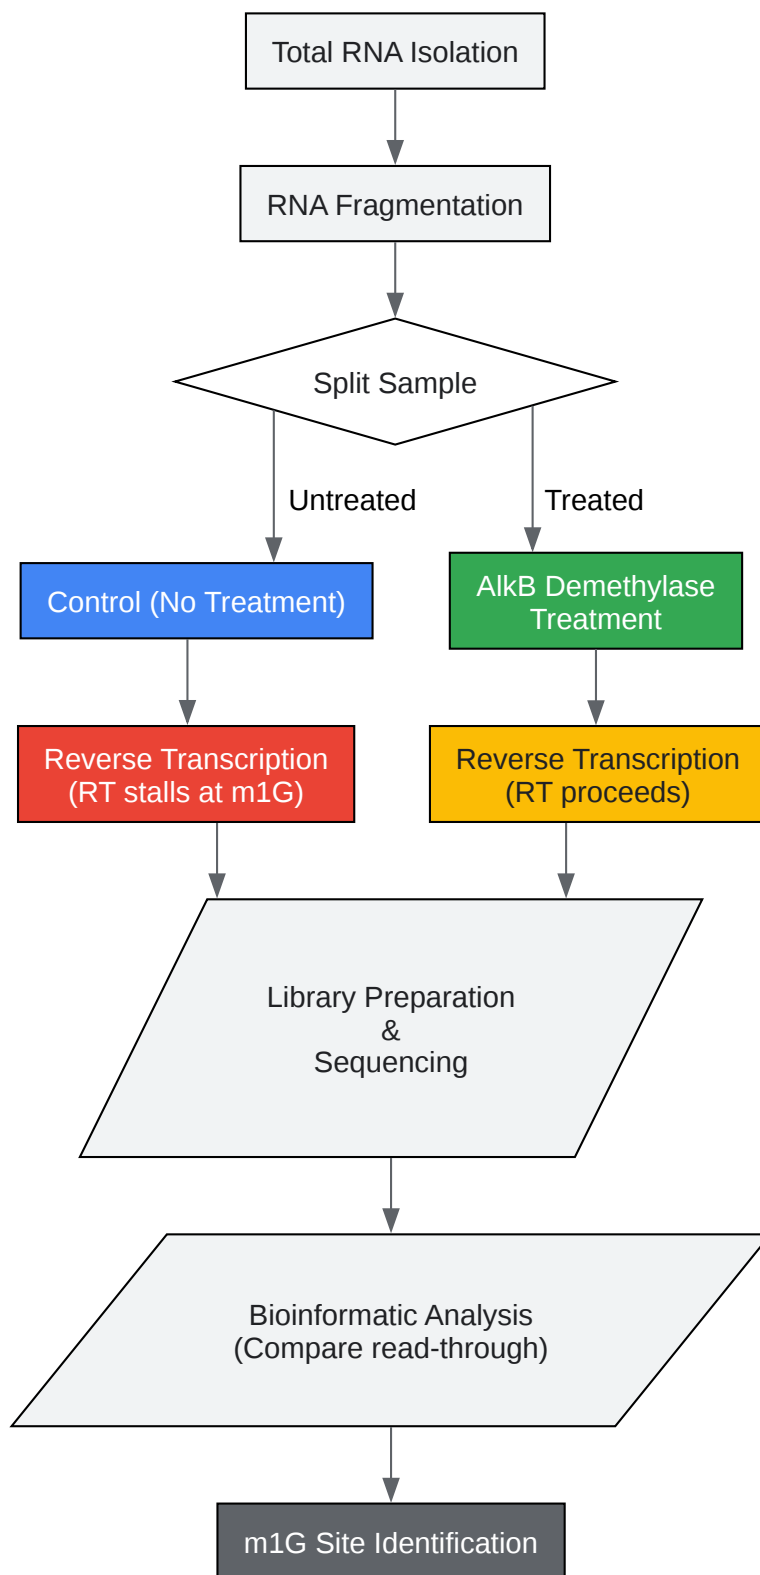 Total RNA Isolation
RNA Fragmentation
Split Sample
Untreated
Treated
Control (No Treatment)
AlkB Demethylase
Treatment
Reverse Transcription
(RT stalls at m1G)
Reverse Transcription
(RT proceeds)
Library Preparation
&
Sequencing
Bioinformatic Analysis
(Compare read-through)
m1G Site Identification